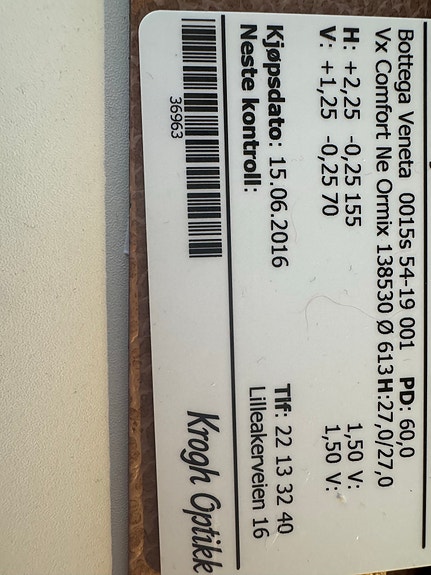 Bottega Veneta 0015s 54-19 001 PD: 60,0
Vx Comfort Ne Ormix 138530 Ø 613 H:27,0/27,0
H: +2,25 -0,25 155 1,50 V:
V: +1,25 -0,25 70 1,50 V:
Kjøpsdato: 15.06.2016 Tlf: 22 13 32 40
Neste kontroll: Lilleakerveien 16
36963
Krogh Optikk